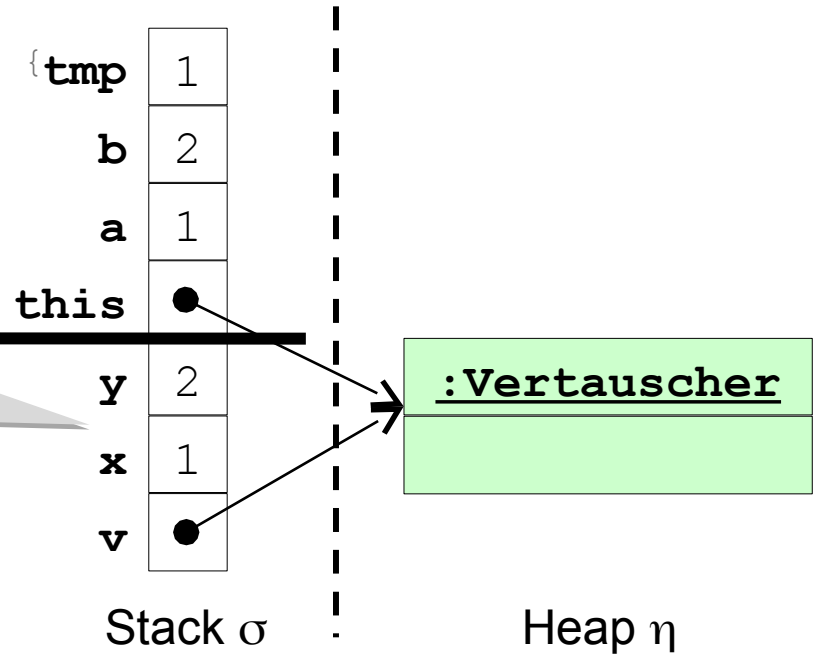 {tmp 1
b 2
a 1
this
y 2 :Vertauscher
x 1
v
Stack σ Heap η